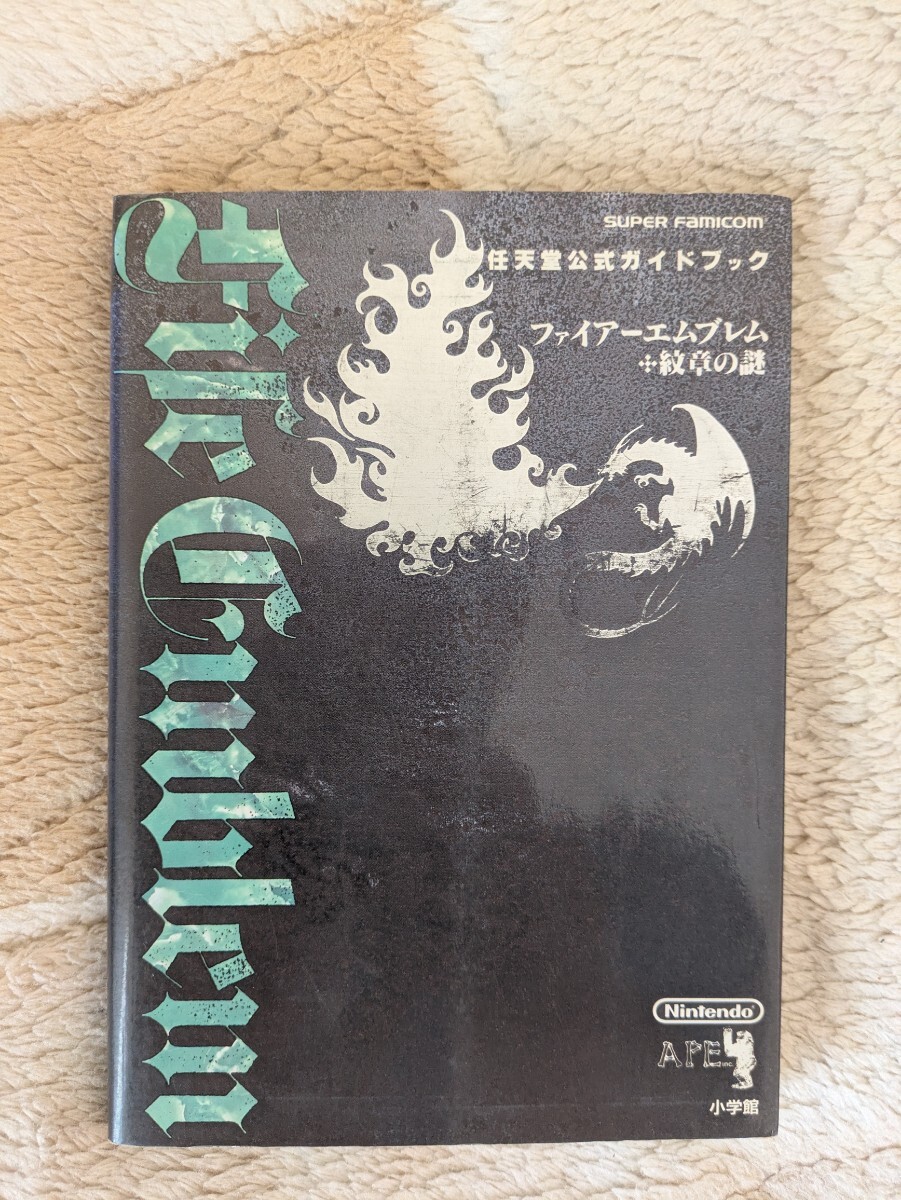 Fire Emblem
SUPER FAMICOM
任天堂公式ガイドブック
ファイアーエムブレム
紋章の謎
Nintendo
APE inc.
小学館